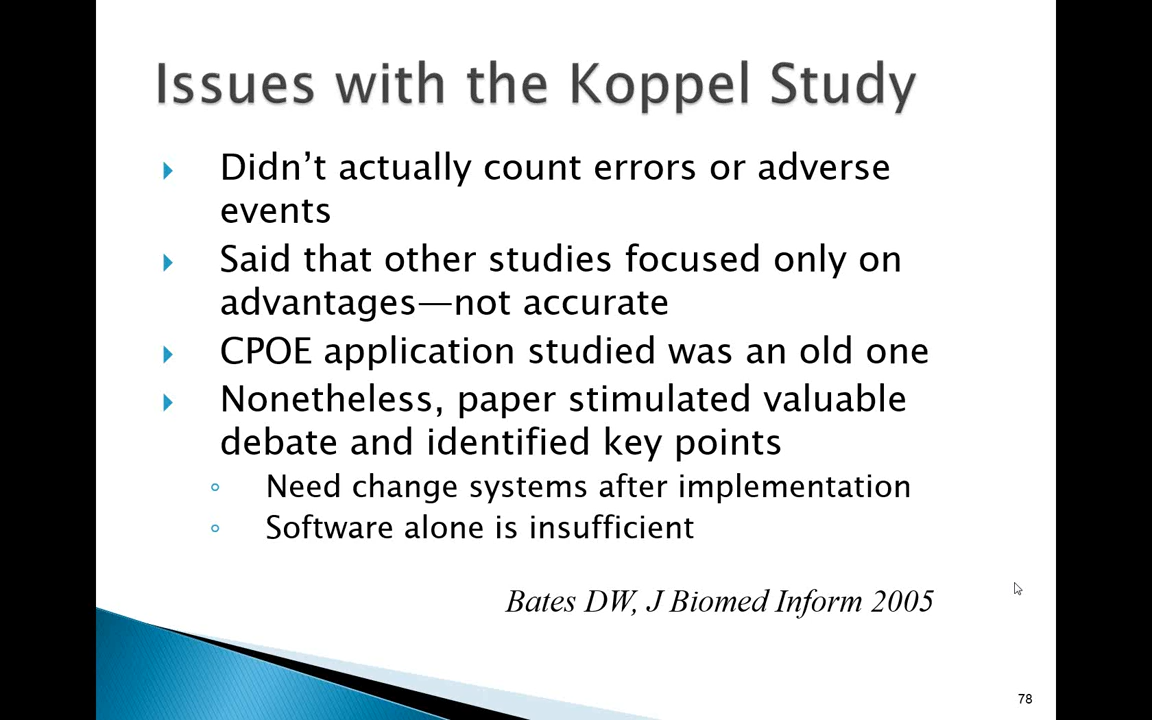 Issues with the Koppel Study
Didn't actually count errors or adverse
events
Said that other studies focused only on
advantages—not accurate
CPOE application studied was an old one
Nonetheless, paper stimulated valuable
debate and identified key points
Need change systems after implementation
Software alone is insufficient
Bates DW, J Biomed Inform 2005
78